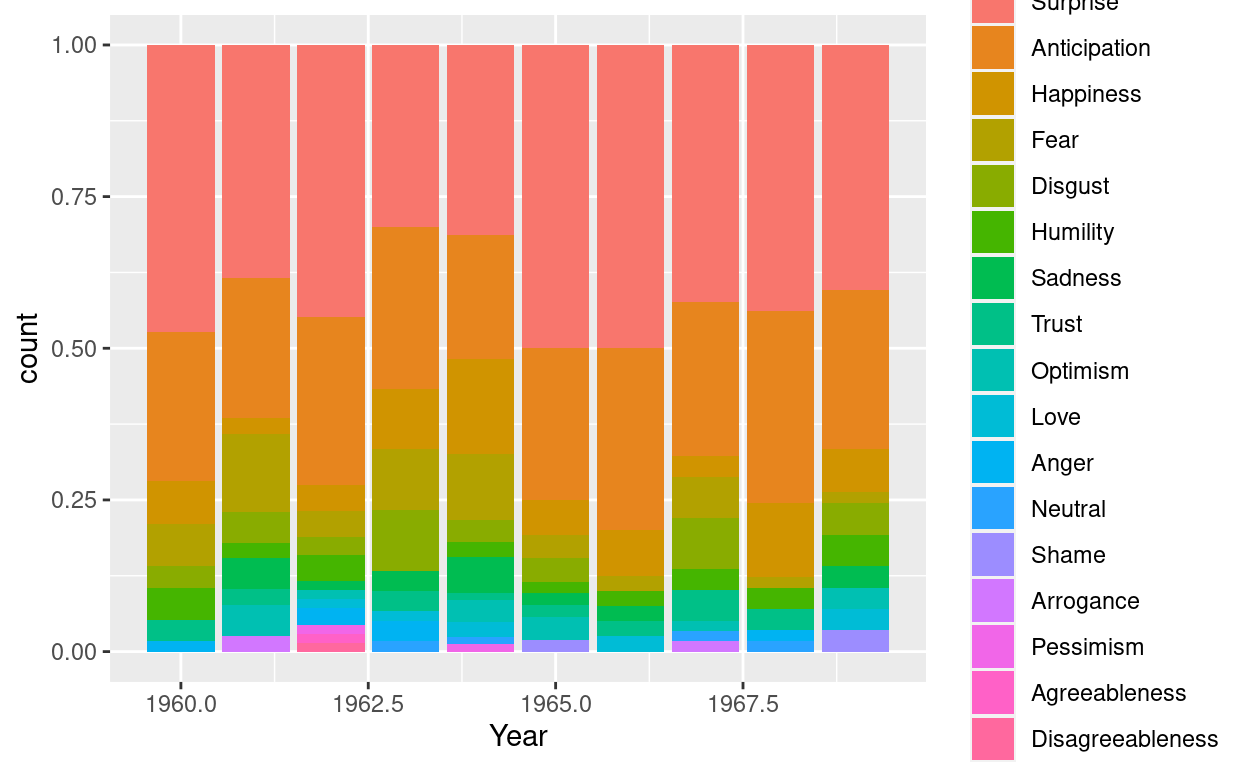 Surprise
Anticipation
Happiness
Fear
Disgust
Humility
Sadness
Trust
Optimism
Love
Anger
Neutral
Shame
Arrogance
Pessimism
Agreeableness
Disagreeableness
1.00
0.75
0.50
0.25
0.00
count
1960.0 1962.5 1965.0 1967.5
Year